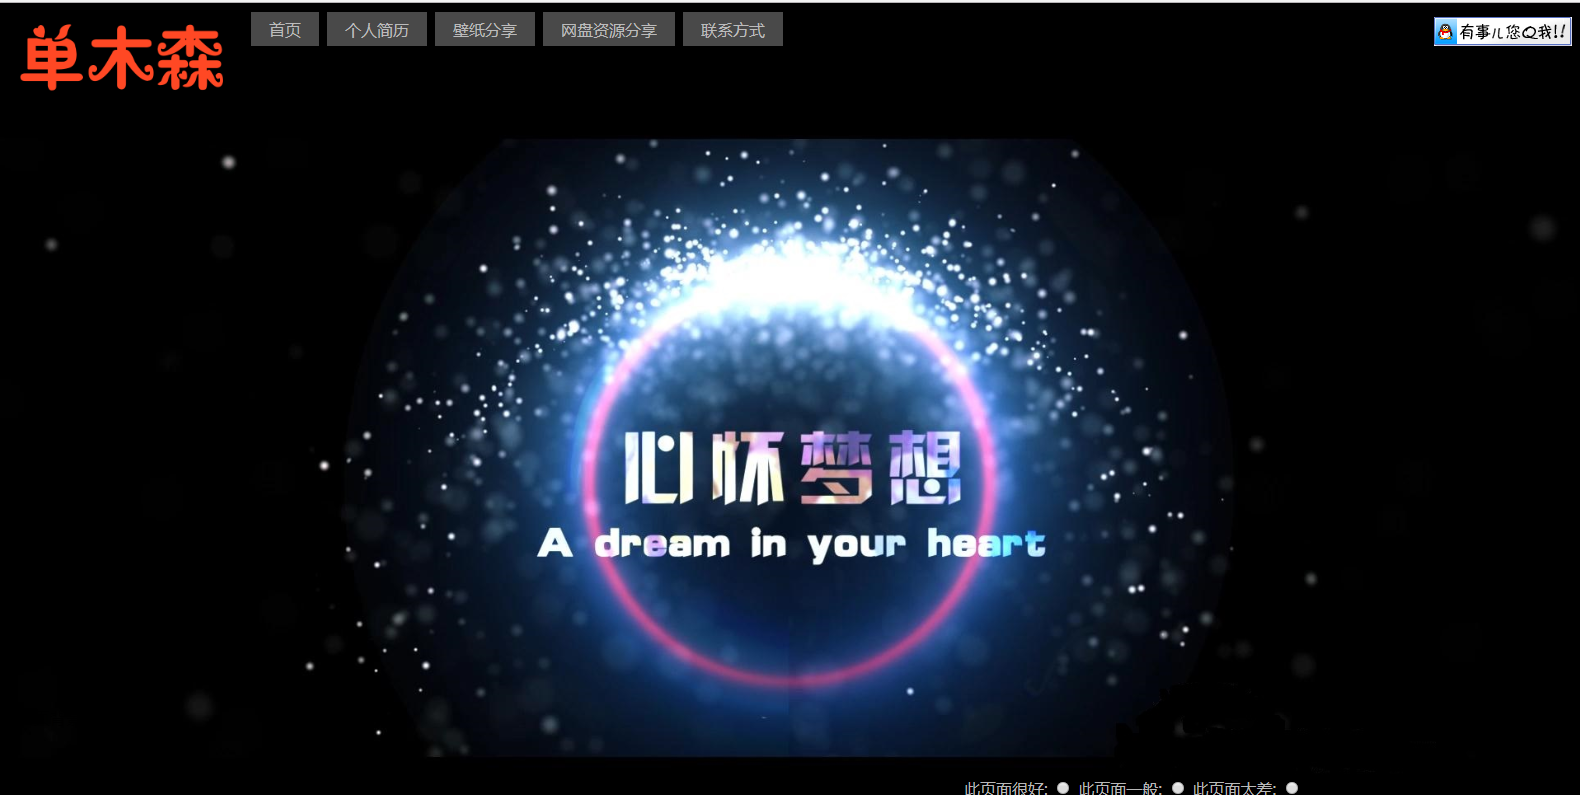 单木森
首页 个人简历 壁纸分享 网盘资源分享 联系方式
有事儿您Q我!!
心怀梦想
A dream in your heart
此页面很好: 此页面一般: 此页面太差: